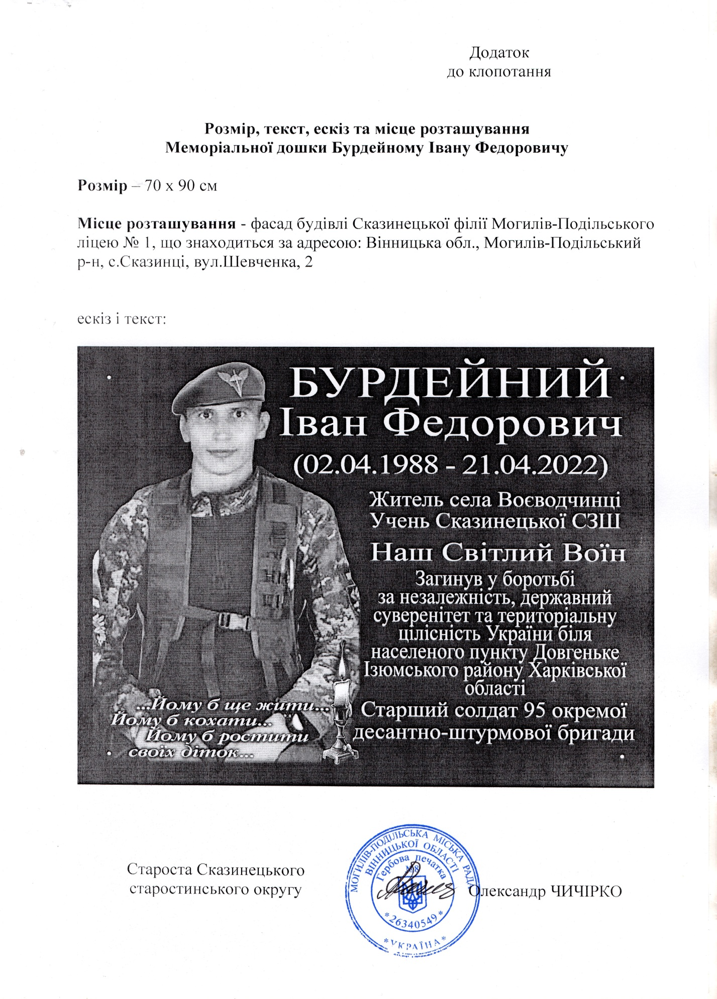 Додаток
до клопотання
Розмір, текст, ескіз та місце розташування
Меморіальної дошки Бурдейному Івану Федоровичу
Розмір – 70 х 90 см
Місце розташування - фасад будівлі Сказинецької філії Могилів-Подільського
ліцею № 1, що знаходиться за адресою: Вінницька обл., Могилів-Подільський
р-н, с.Сказинці, вул.Шевченка, 2
ескіз і текст:
БУРДЕЙНИЙ
Іван Федорович
(02.04.1988 - 21.04.2022)
Житель села Воєводчинці
Учень Сказинецької СЗШ
Наш Світлий Воїн
Загинув у боротьбі
за незалежність, державний
суверенітет та територіальну
цілісність України біля
населеного пункту Довгеньке
Ізюмського району Харківської
області
Старший солдат 95 окремої
десантно-штурмової бригади
...Йому б ще жити...
Йому б кохати...
Йому б ростити
своїх діток...
Староста Сказинецького
старостинського округу
Олександр ЧИЧІРКО
МОГИЛІВ-ПОДІЛЬСЬКА МІСЬКА РАДА
ВІННИЦЬКОЇ ОБЛАСТІ
Гербова печатка
№8
* 26340549 *
* УКРАЇНА *